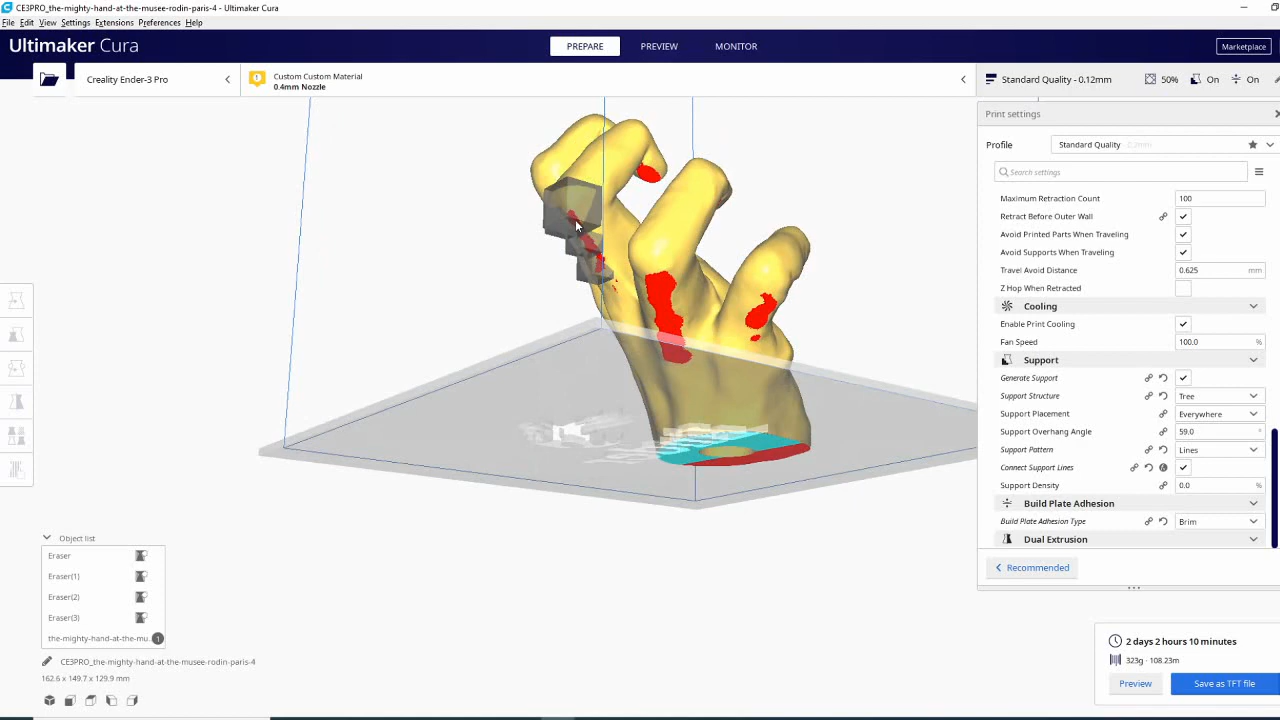 CE3PRO_the-mighty-hand-at-the-musee-rodin-paris-4 - Ultimaker Cura
File Edit View Settings Extensions Preferences Help
Ultimaker Cura
PREPARE PREVIEW MONITOR
Marketplace
Creality Ender-3 Pro
Custom Custom Material
0.4mm Nozzle
Standard Quality - 0.12mm 50% On On
Print settings
Profile Standard Quality 0.2mm
Search settings
Maximum Retraction Count 100
Retract Before Outer Wall
Avoid Printed Parts When Traveling
Avoid Supports When Traveling
Travel Avoid Distance 0.625 mm
Z Hop When Retracted
Cooling
Enable Print Cooling
Fan Speed 100.0 %
Support
Generate Support
Support Structure Tree
Support Placement Everywhere
Support Overhang Angle 59.0 °
Support Pattern Lines
Connect Support Lines
Support Density 0.0 %
Build Plate Adhesion
Build Plate Adhesion Type Brim
Dual Extrusion
Recommended
Object list
Eraser
Eraser(1)
Eraser(2)
Eraser(3)
the-mighty-hand-at-the-mu... 1
CE3PRO_the-mighty-hand-at-the-musee-rodin-paris-4
162.6 x 149.7 x 129.9 mm
2 days 2 hours 10 minutes
323g · 108.23m
Preview Save as TFT file